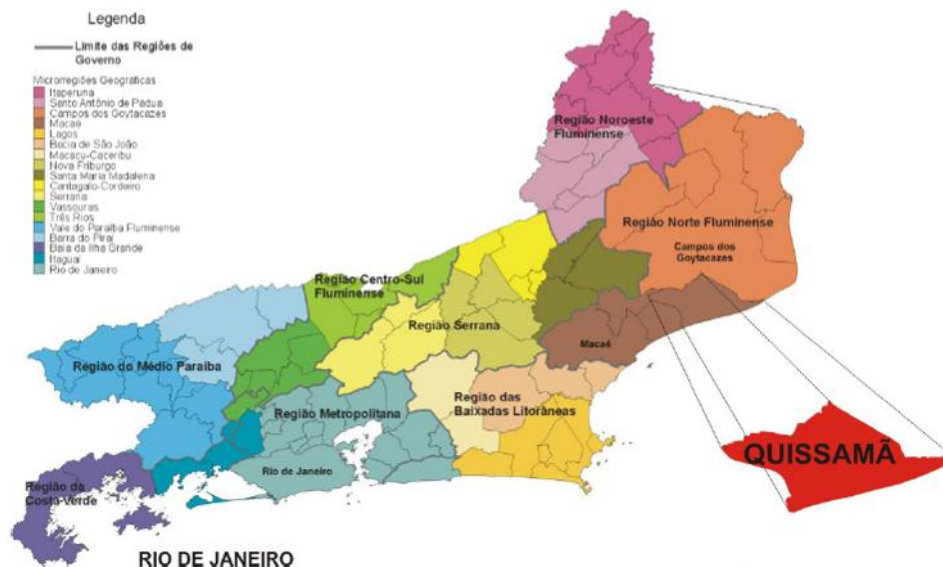 Legenda
Limite das Regiões de
Governo
Microrregiões Geográficas
Itaperuna
Santo Antônio de Padua
Campos dos Goytacazes
Macaé
Lagos
Bacia de São João
Macacu-Caceribu
Nova Friburgo
Santa Maria Madalena
Cantagalo-Cordeiro
Serrana
Vassouras
Três Rios
Vale do Paraiba Fluminense
Barra do Piraí
Baia da Ilha Grande
Itaguaí
Rio de Janeiro
Região Noroeste
Fluminense
Região Norte Fluminense
Campos dos
Goytacazes
Região Centro-Sul
Fluminense
Região Serrana
Macaé
Região do Médio Paraiba
Região das
Baixadas Litorâneas
Região Metropolitana
Rio de Janeiro
QUISSAMÃ
Região da
Costa-Verde
RIO DE JANEIRO